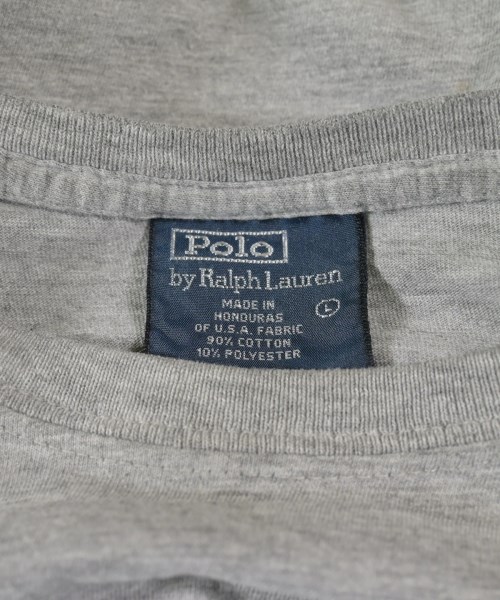 Polo
by Ralph Lauren
MADE IN
HONDURAS
OF U.S.A. FABRIC
90% COTTON
10% POLYESTER
L